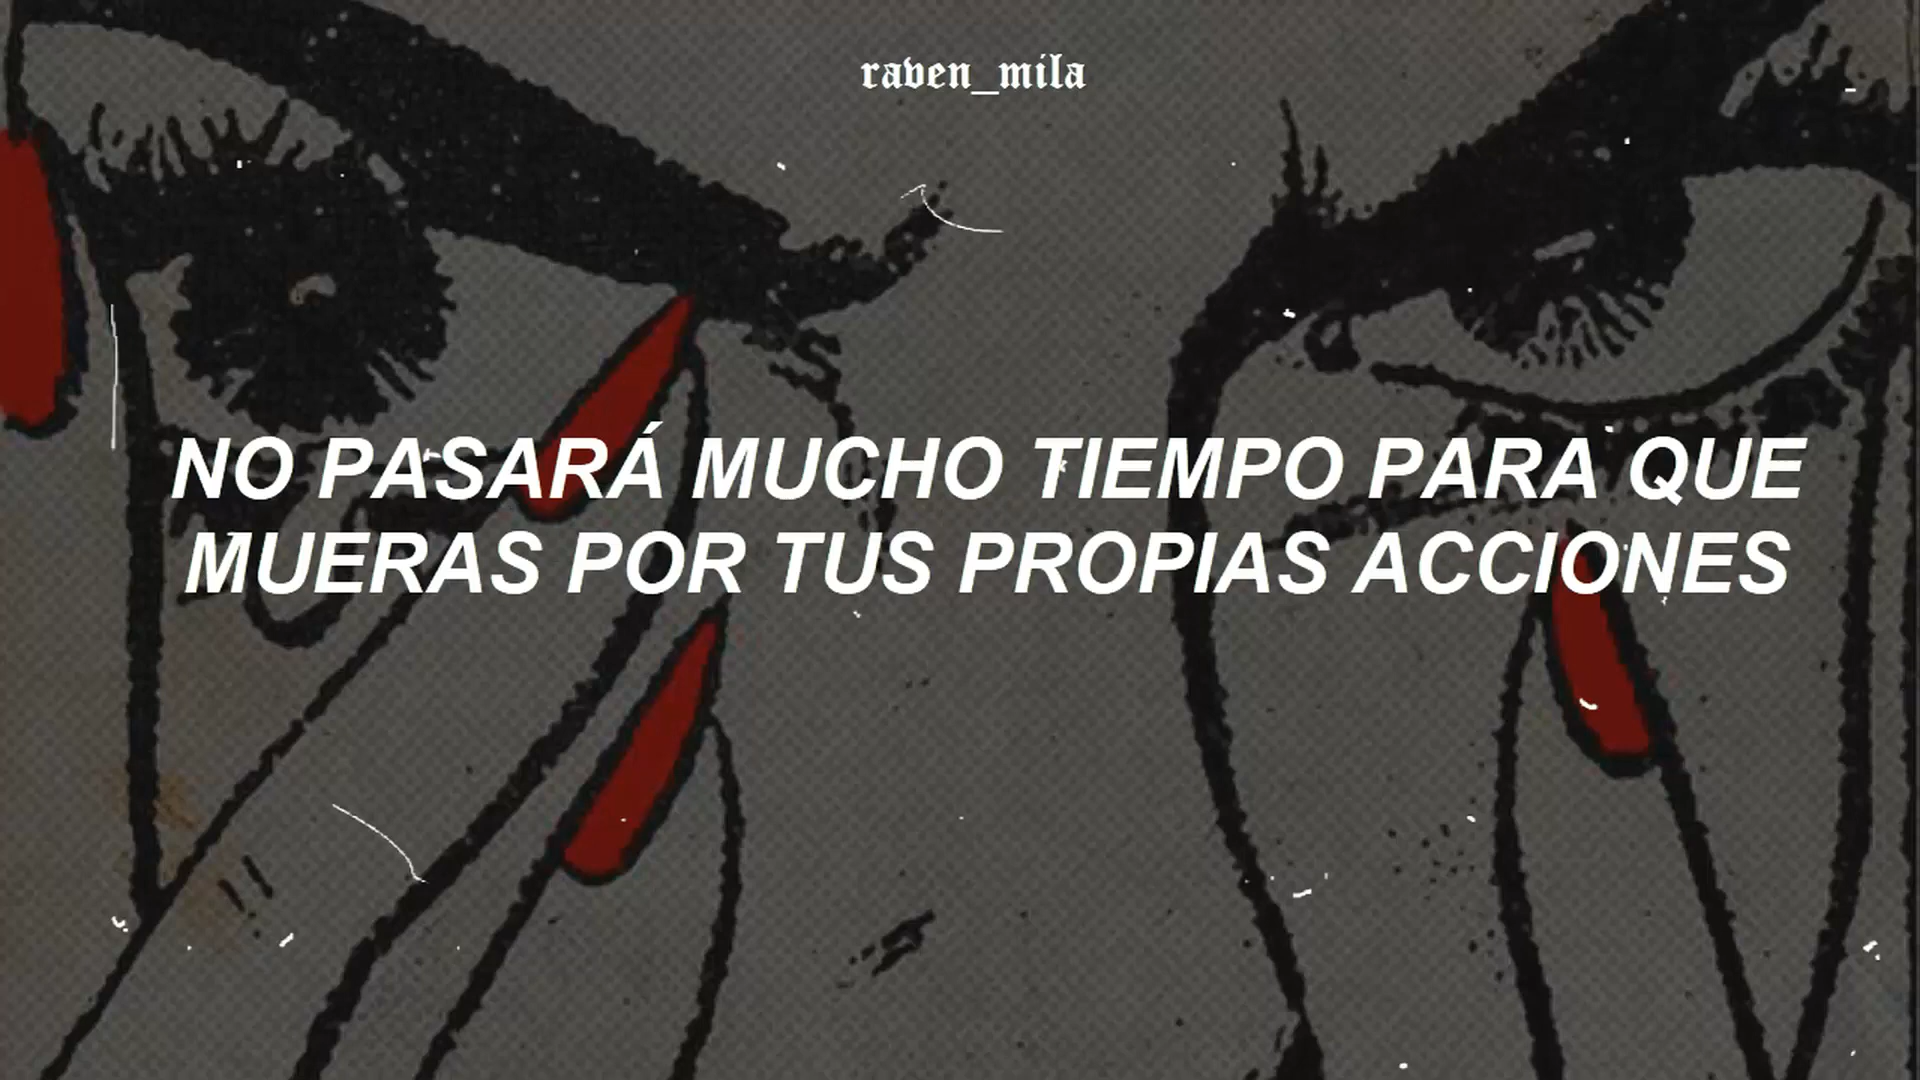 raven_mila
NO PASARÁ MUCHO TIEMPO PARA QUE
MUERAS POR TUS PROPIAS ACCIONES